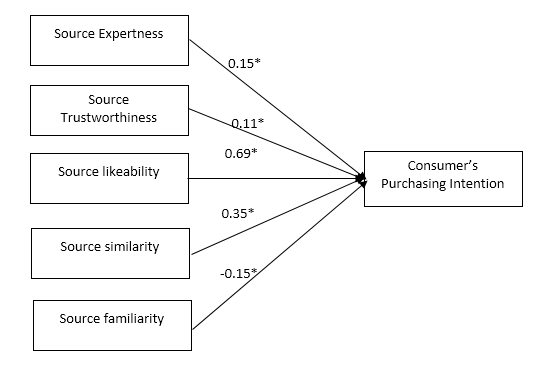 Source Expertness
0.15*
Source
Trustworthiness
0.11*
Source likeability
0.69*
Consumer's
Purchasing Intention
Source similarity
0.35*
Source familiarity
-0.15*